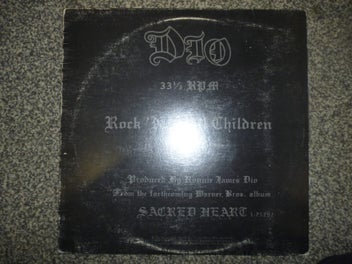 DIO
33⅓ RPM
Rock 'N' Children
Produced By Ronnie James Dio
From the forthcoming Warner Bros. album
SACRED HEART